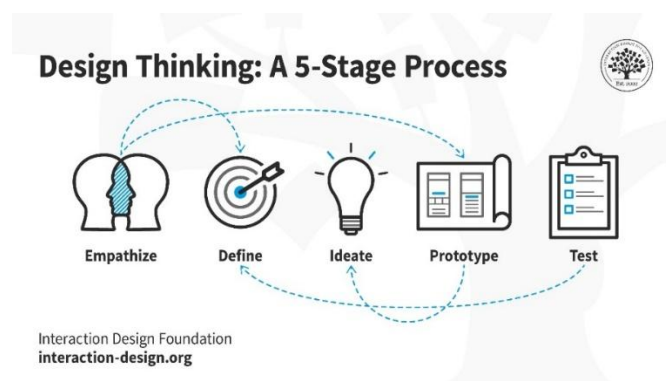 Design Thinking: A 5-Stage Process
Empathize
Define
Ideate
Prototype
Test
Interaction Design Foundation
interaction-design.org